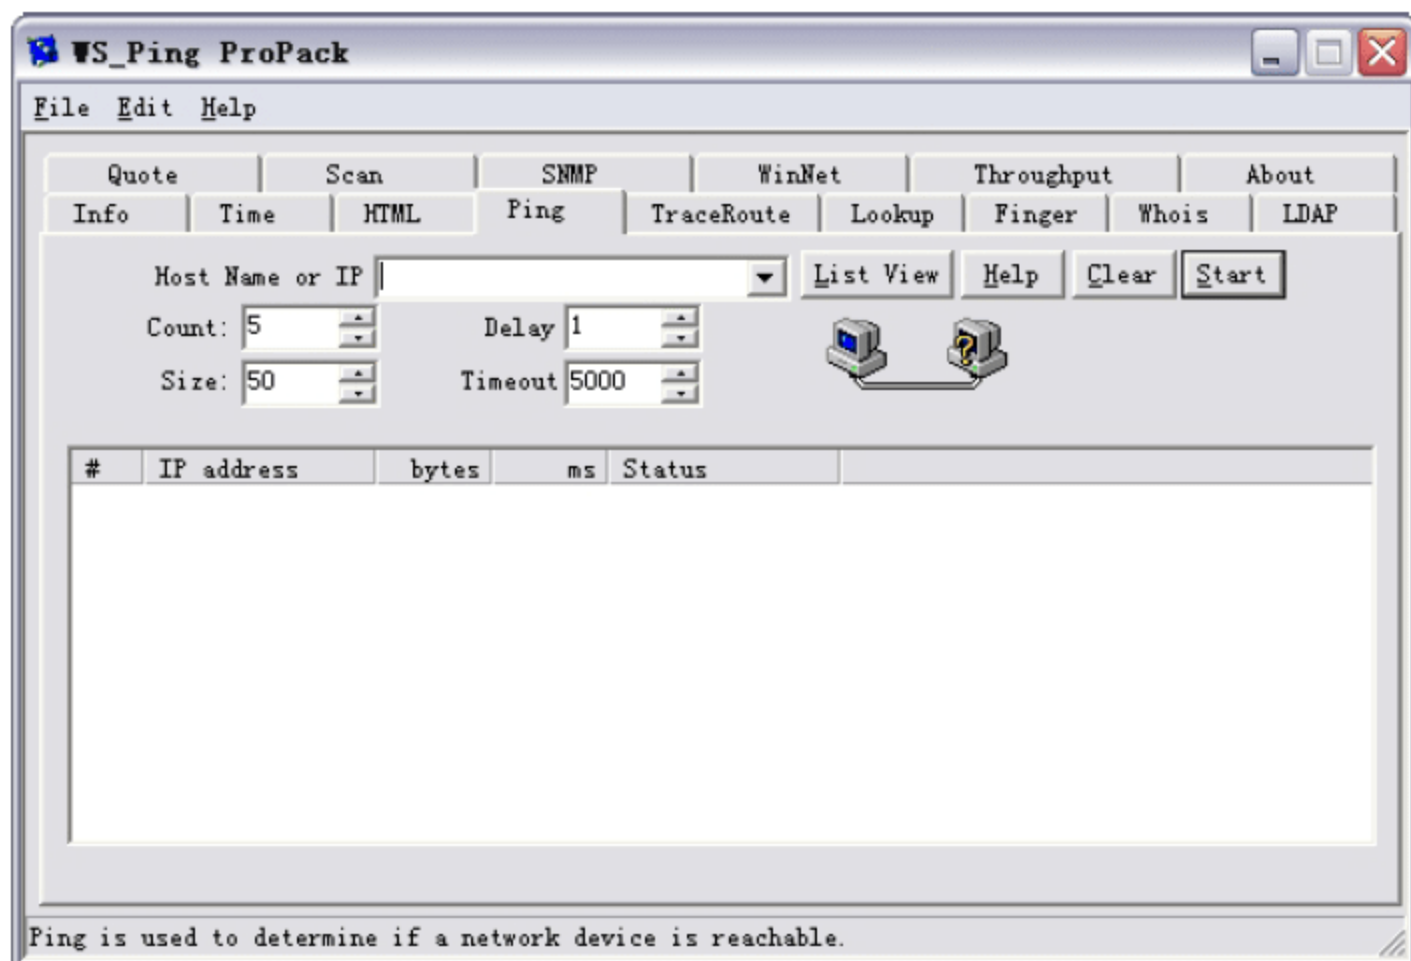 WS_Ping ProPack
File Edit Help
Quote Scan SNMP WinNet Throughput About
Info Time HTML Ping TraceRoute Lookup Finger Whois LDAP
Host Name or IP List View Help Clear Start
Count: 5 Delay 1
Size: 50 Timeout 5000
# IP address bytes ms Status
Ping is used to determine if a network device is reachable.